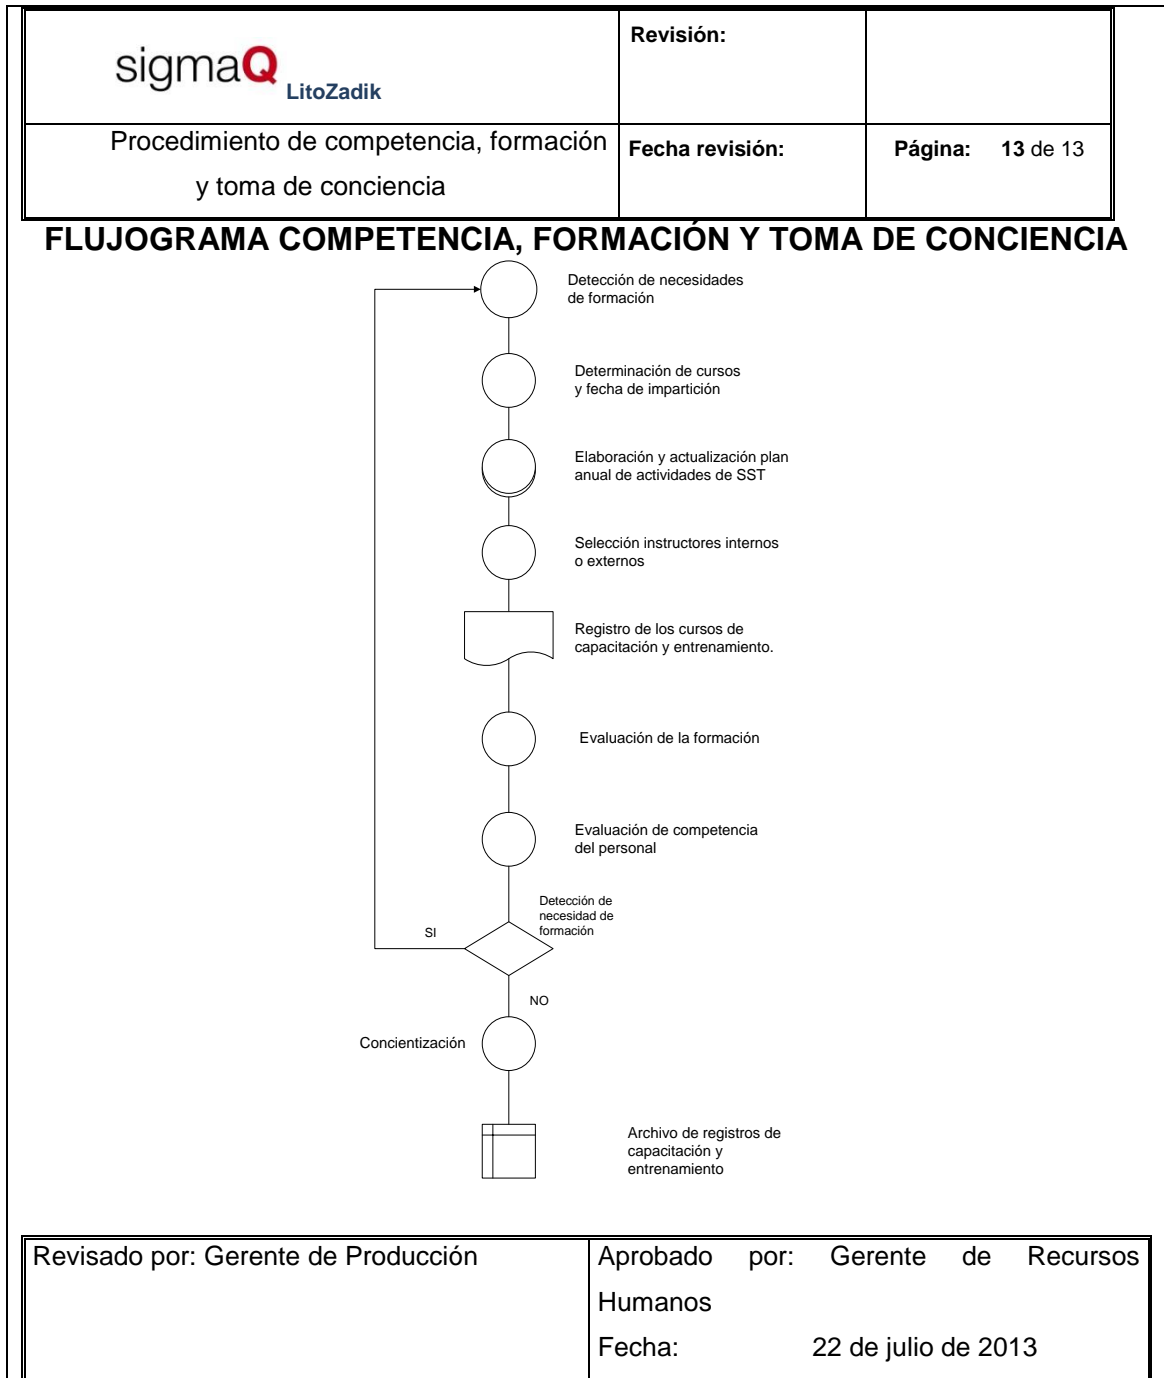 sigmaQ LitoZadik
Revisión:
Procedimiento de competencia, formación
y toma de conciencia
Fecha revisión:
Página: 13 de 13
FLUJOGRAMA COMPETENCIA, FORMACIÓN Y TOMA DE CONCIENCIA
Detección de necesidades
de formación
Determinación de cursos
y fecha de impartición
Elaboración y actualización plan
anual de actividades de SST
Selección instructores internos
o externos
Registro de los cursos de
capacitación y entrenamiento.
Evaluación de la formación
Evaluación de competencia
del personal
Detección de
necesidad de
formación
SI
NO
Concientización
Archivo de registros de
capacitación y
entrenamiento
Revisado por: Gerente de Producción
Aprobado por: Gerente de Recursos
Humanos
Fecha: 22 de julio de 2013